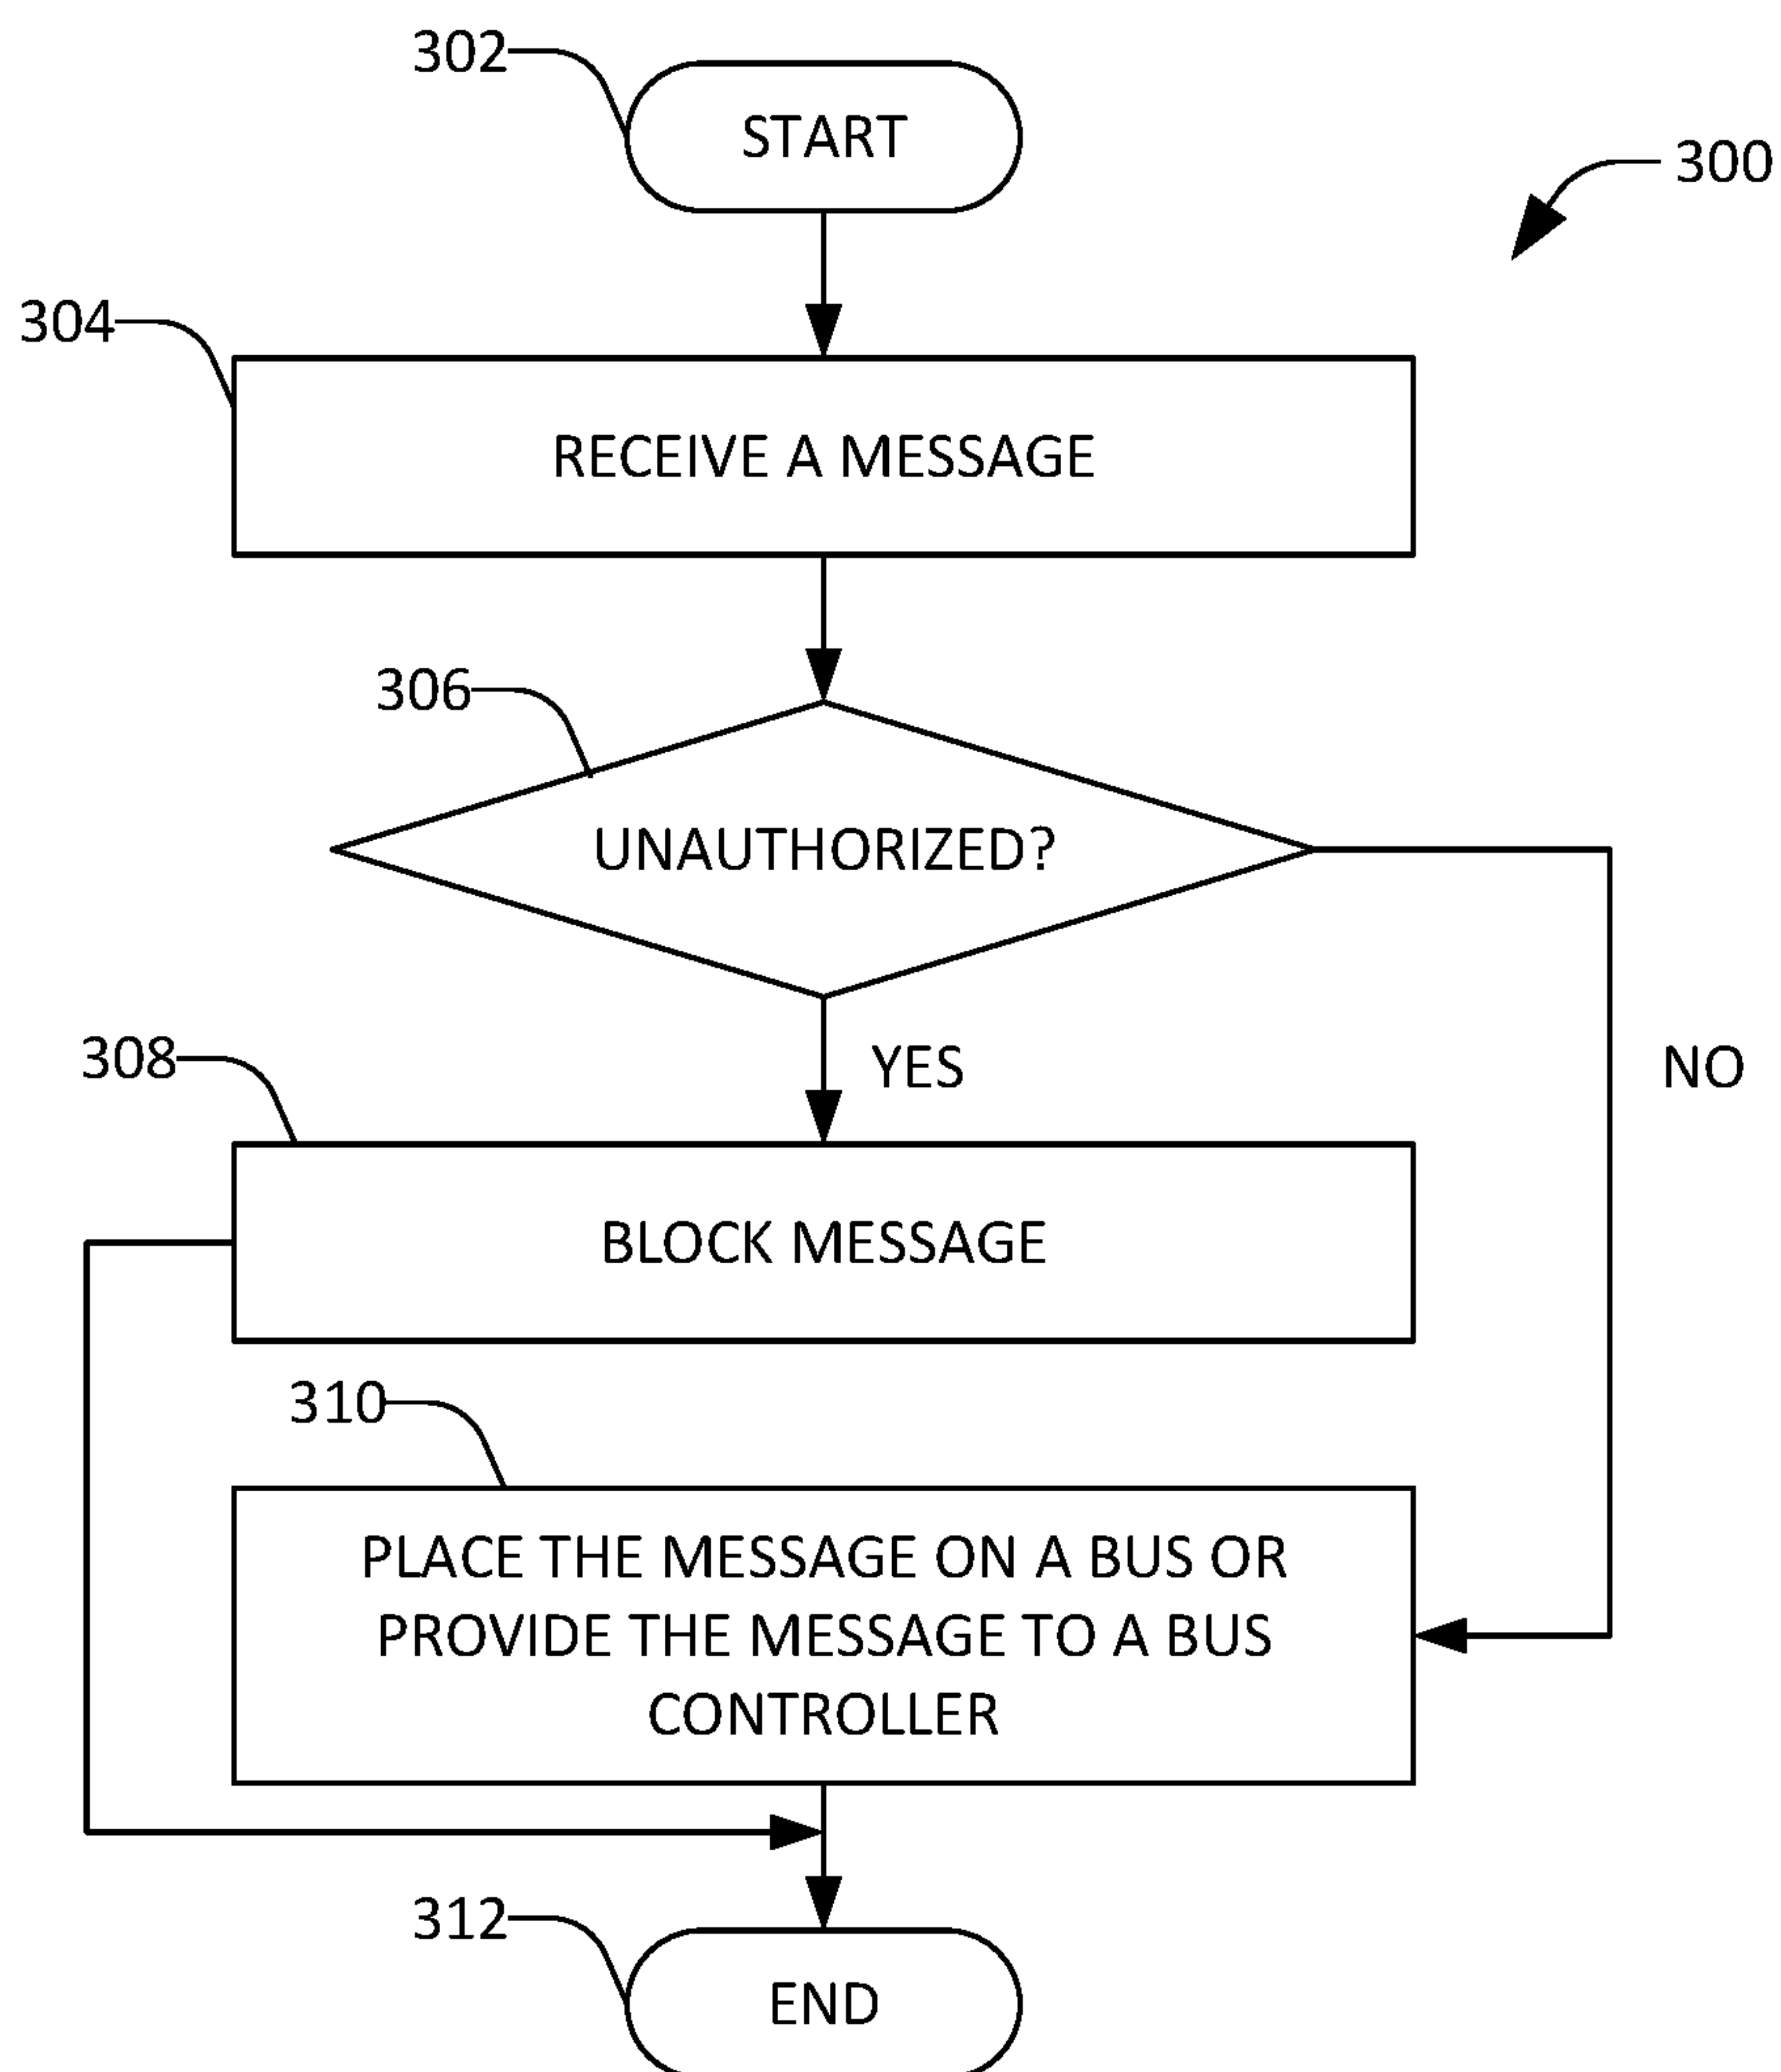 302
START
300
304
RECEIVE A MESSAGE
306
UNAUTHORIZED?
308
YES
NO
BLOCK MESSAGE
310
PLACE THE MESSAGE ON A BUS OR
PROVIDE THE MESSAGE TO A BUS
CONTROLLER
312
END